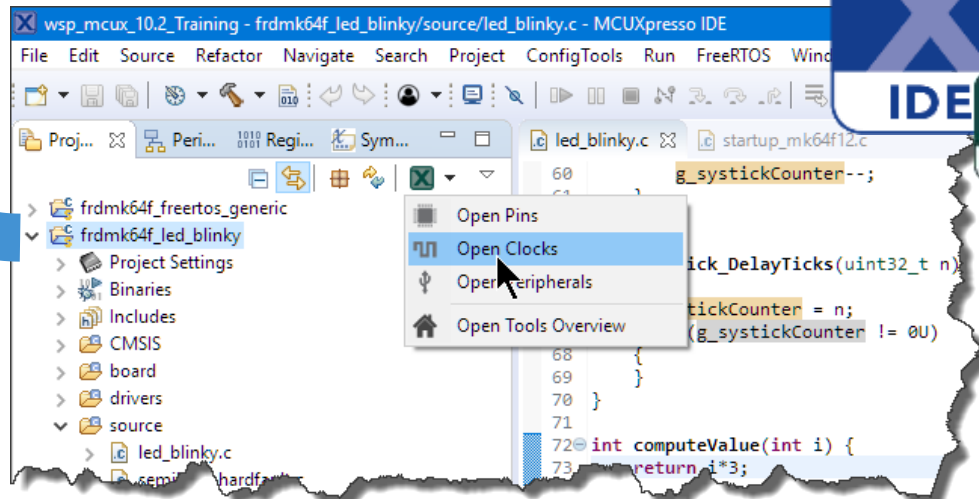 wsp_mcux_10.2_Training - frdmk64f_led_blinky/source/led_blinky.c - MCUXpresso IDE
File Edit Source Refactor Navigate Search Project ConfigTools Run FreeRTOS Wind
IDE
Proj... Peri... Regi... Sym...
led_blinky.c startup_mk64f12.c
60 g_systickCounter--;
frdmk64f_freertos_generic
frdmk64f_led_blinky
Project Settings
Binaries
Includes
CMSIS
board
drivers
source
led_blinky.c
Open Pins
Open Clocks
Open Peripherals
Open Tools Overview
ick_DelayTicks(uint32_t n)
tickCounter = n;
(g_systickCounter != 0U)
68 {
69 }
70 }
71
72 int computeValue(int i) {
73 return i*3;